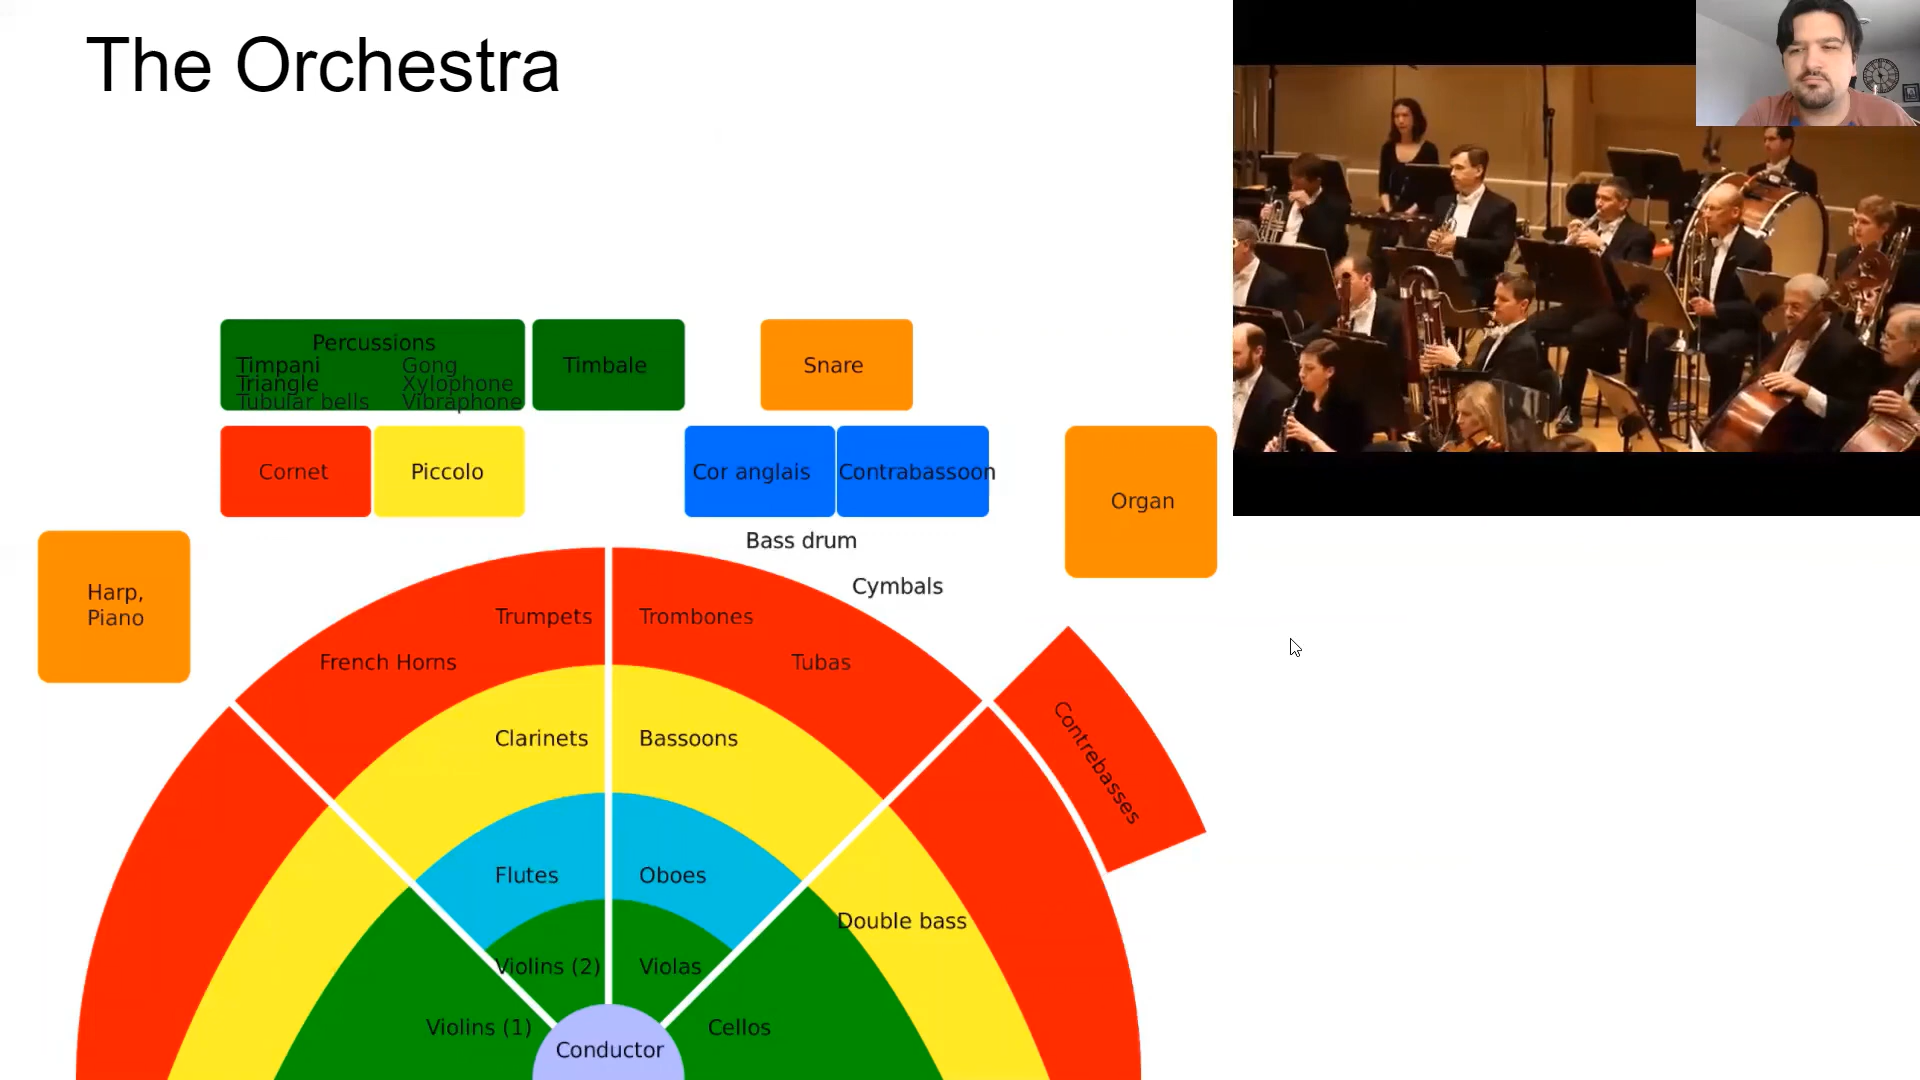 The Orchestra
Percussions
Timpani Gong
Triangle Xylophone
Tubular bells Vibraphone
Timbale
Snare
Cornet
Piccolo
Cor anglais
Contrabassoon
Organ
Bass drum
Cymbals
Harp,
Piano
Trumpets
Trombones
French Horns
Tubas
Contrebasses
Clarinets
Bassoons
Flutes
Oboes
Double bass
Violins (2)
Violas
Violins (1)
Cellos
Conductor